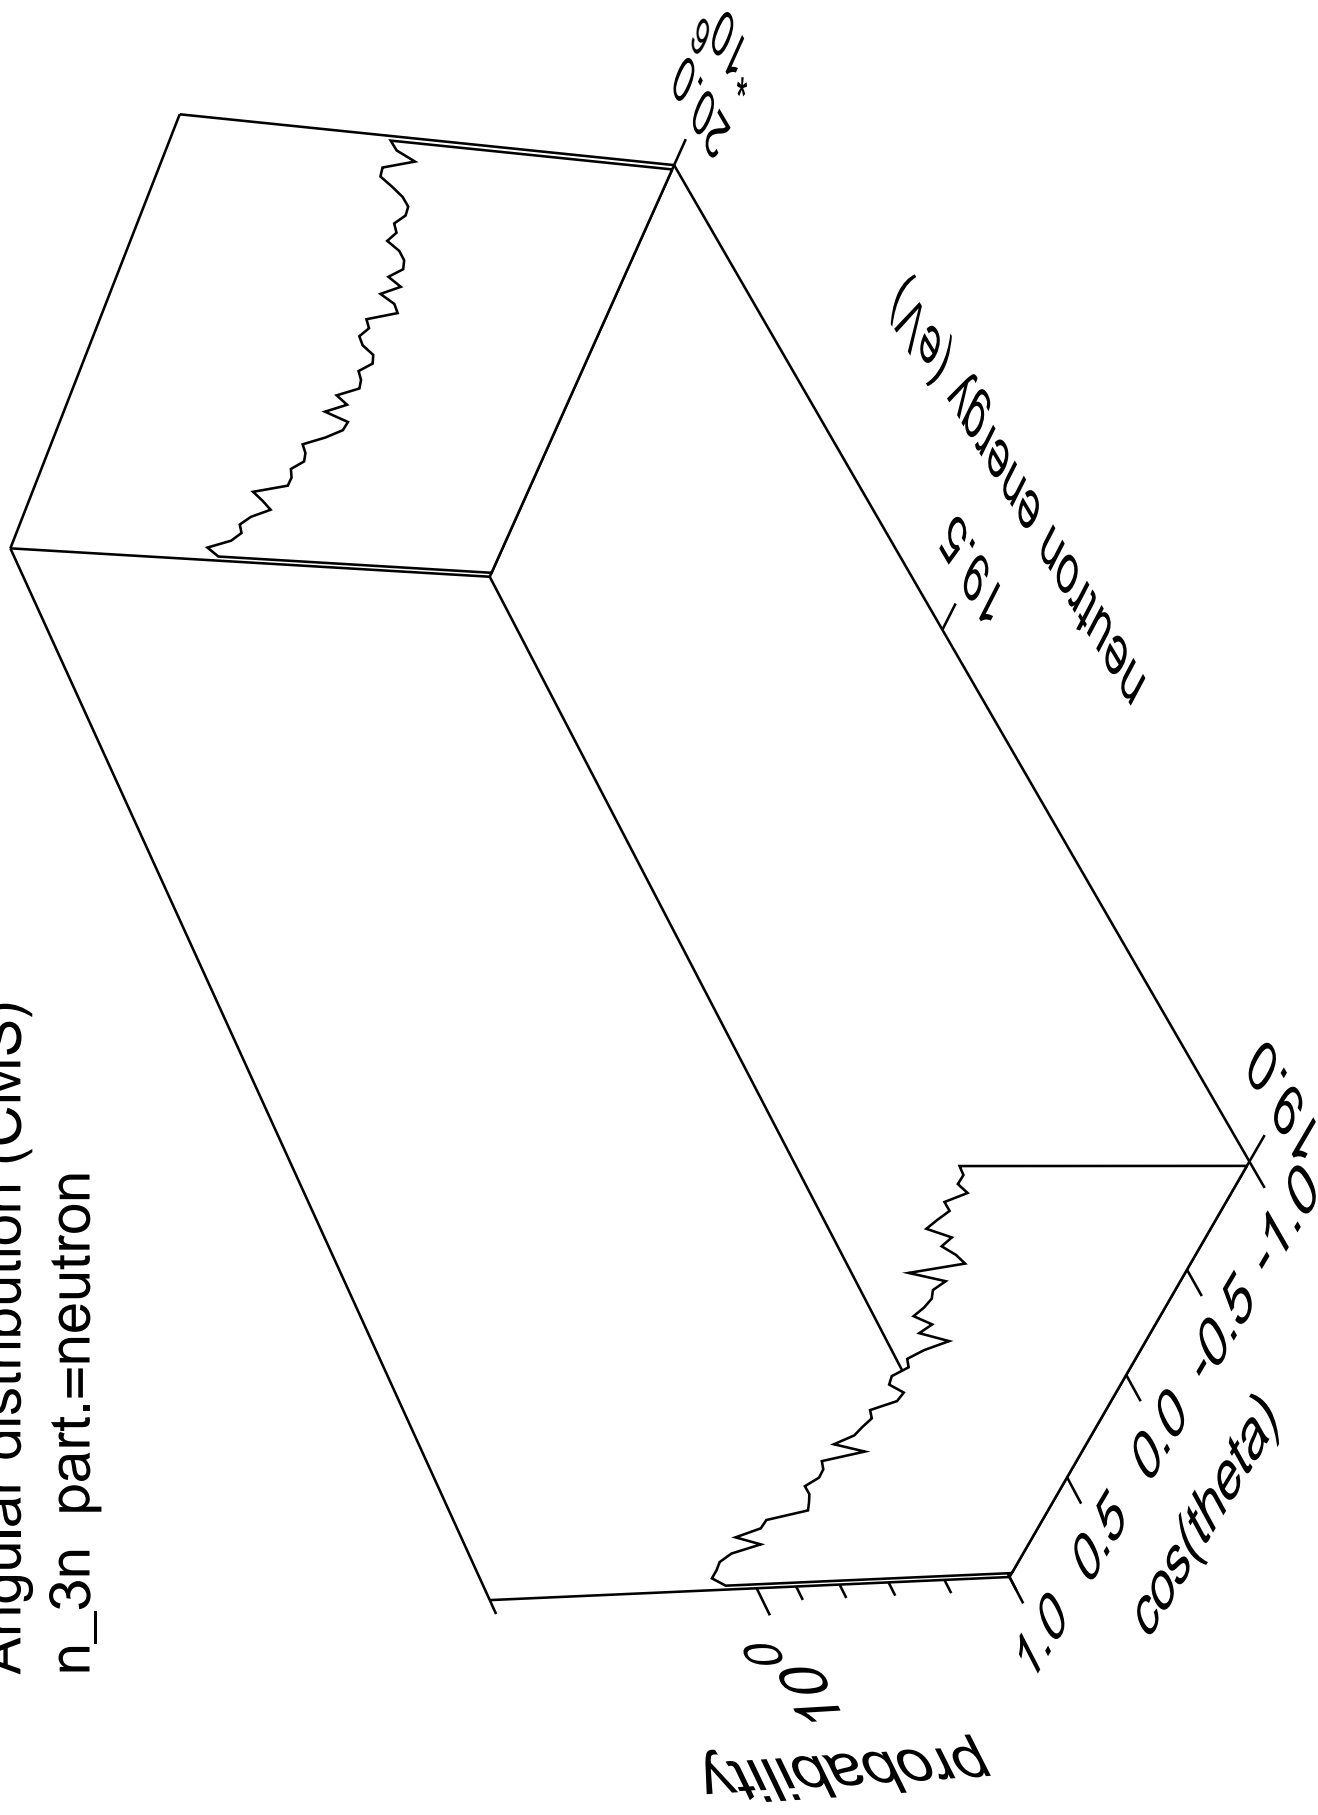 Angular distribution (CMS)
n_3n part.=neutron
probability
10^0
1.0
0.5
0.0
-0.5
-1.0
cos(theta)
19.0
19.5
20.0
*10^6
neutron energy (eV)